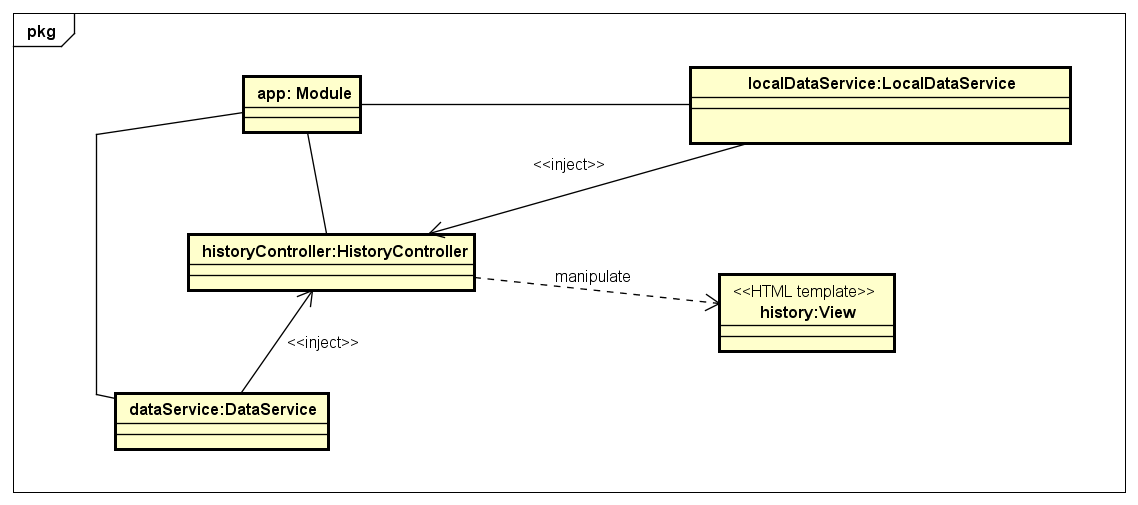 pkg
app: Module
localDataService:LocalDataService
<<inject>>
historyController:HistoryController
manipulate
<<HTML template>>
history:View
<<inject>>
dataService:DataService